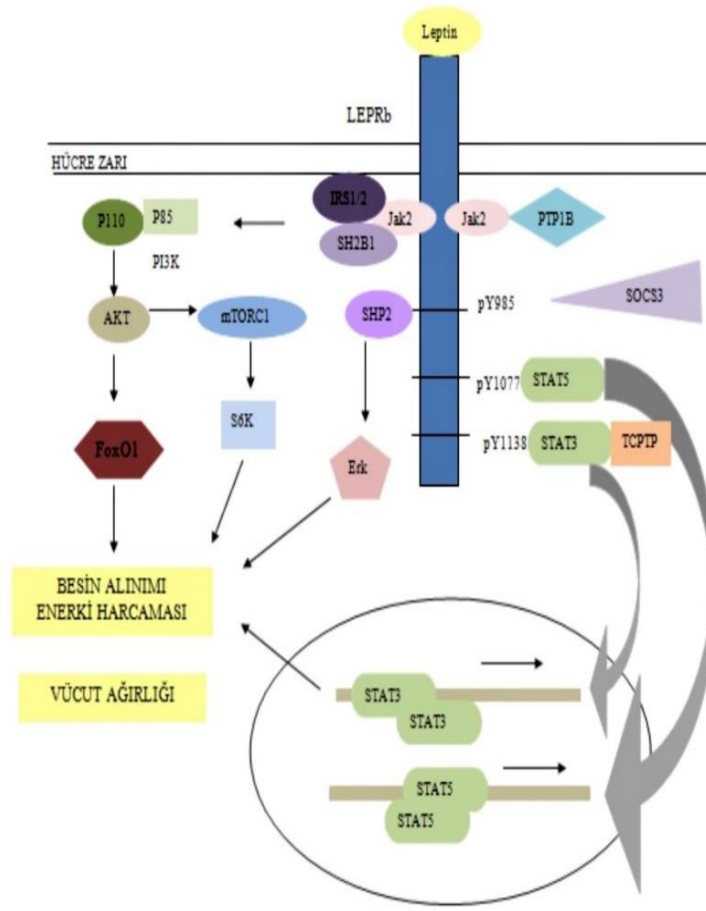 Leptin
LEPRb
HÜCRE ZARI
IRS1/2
P110
P85
Jak2
Jak2
PTP1B
SH2B1
PI3K
AKT
mTORC1
SHP2
pY985
SOCS3
pY1077
STAT5
S6K
FoxO1
pY1138
STAT3
TCPTP
Erk
BESİN ALINIMI
ENERKİ HARCAMASI
VÜCUT AĞIRLIĞI
STAT3
STAT3
STAT5
STAT5